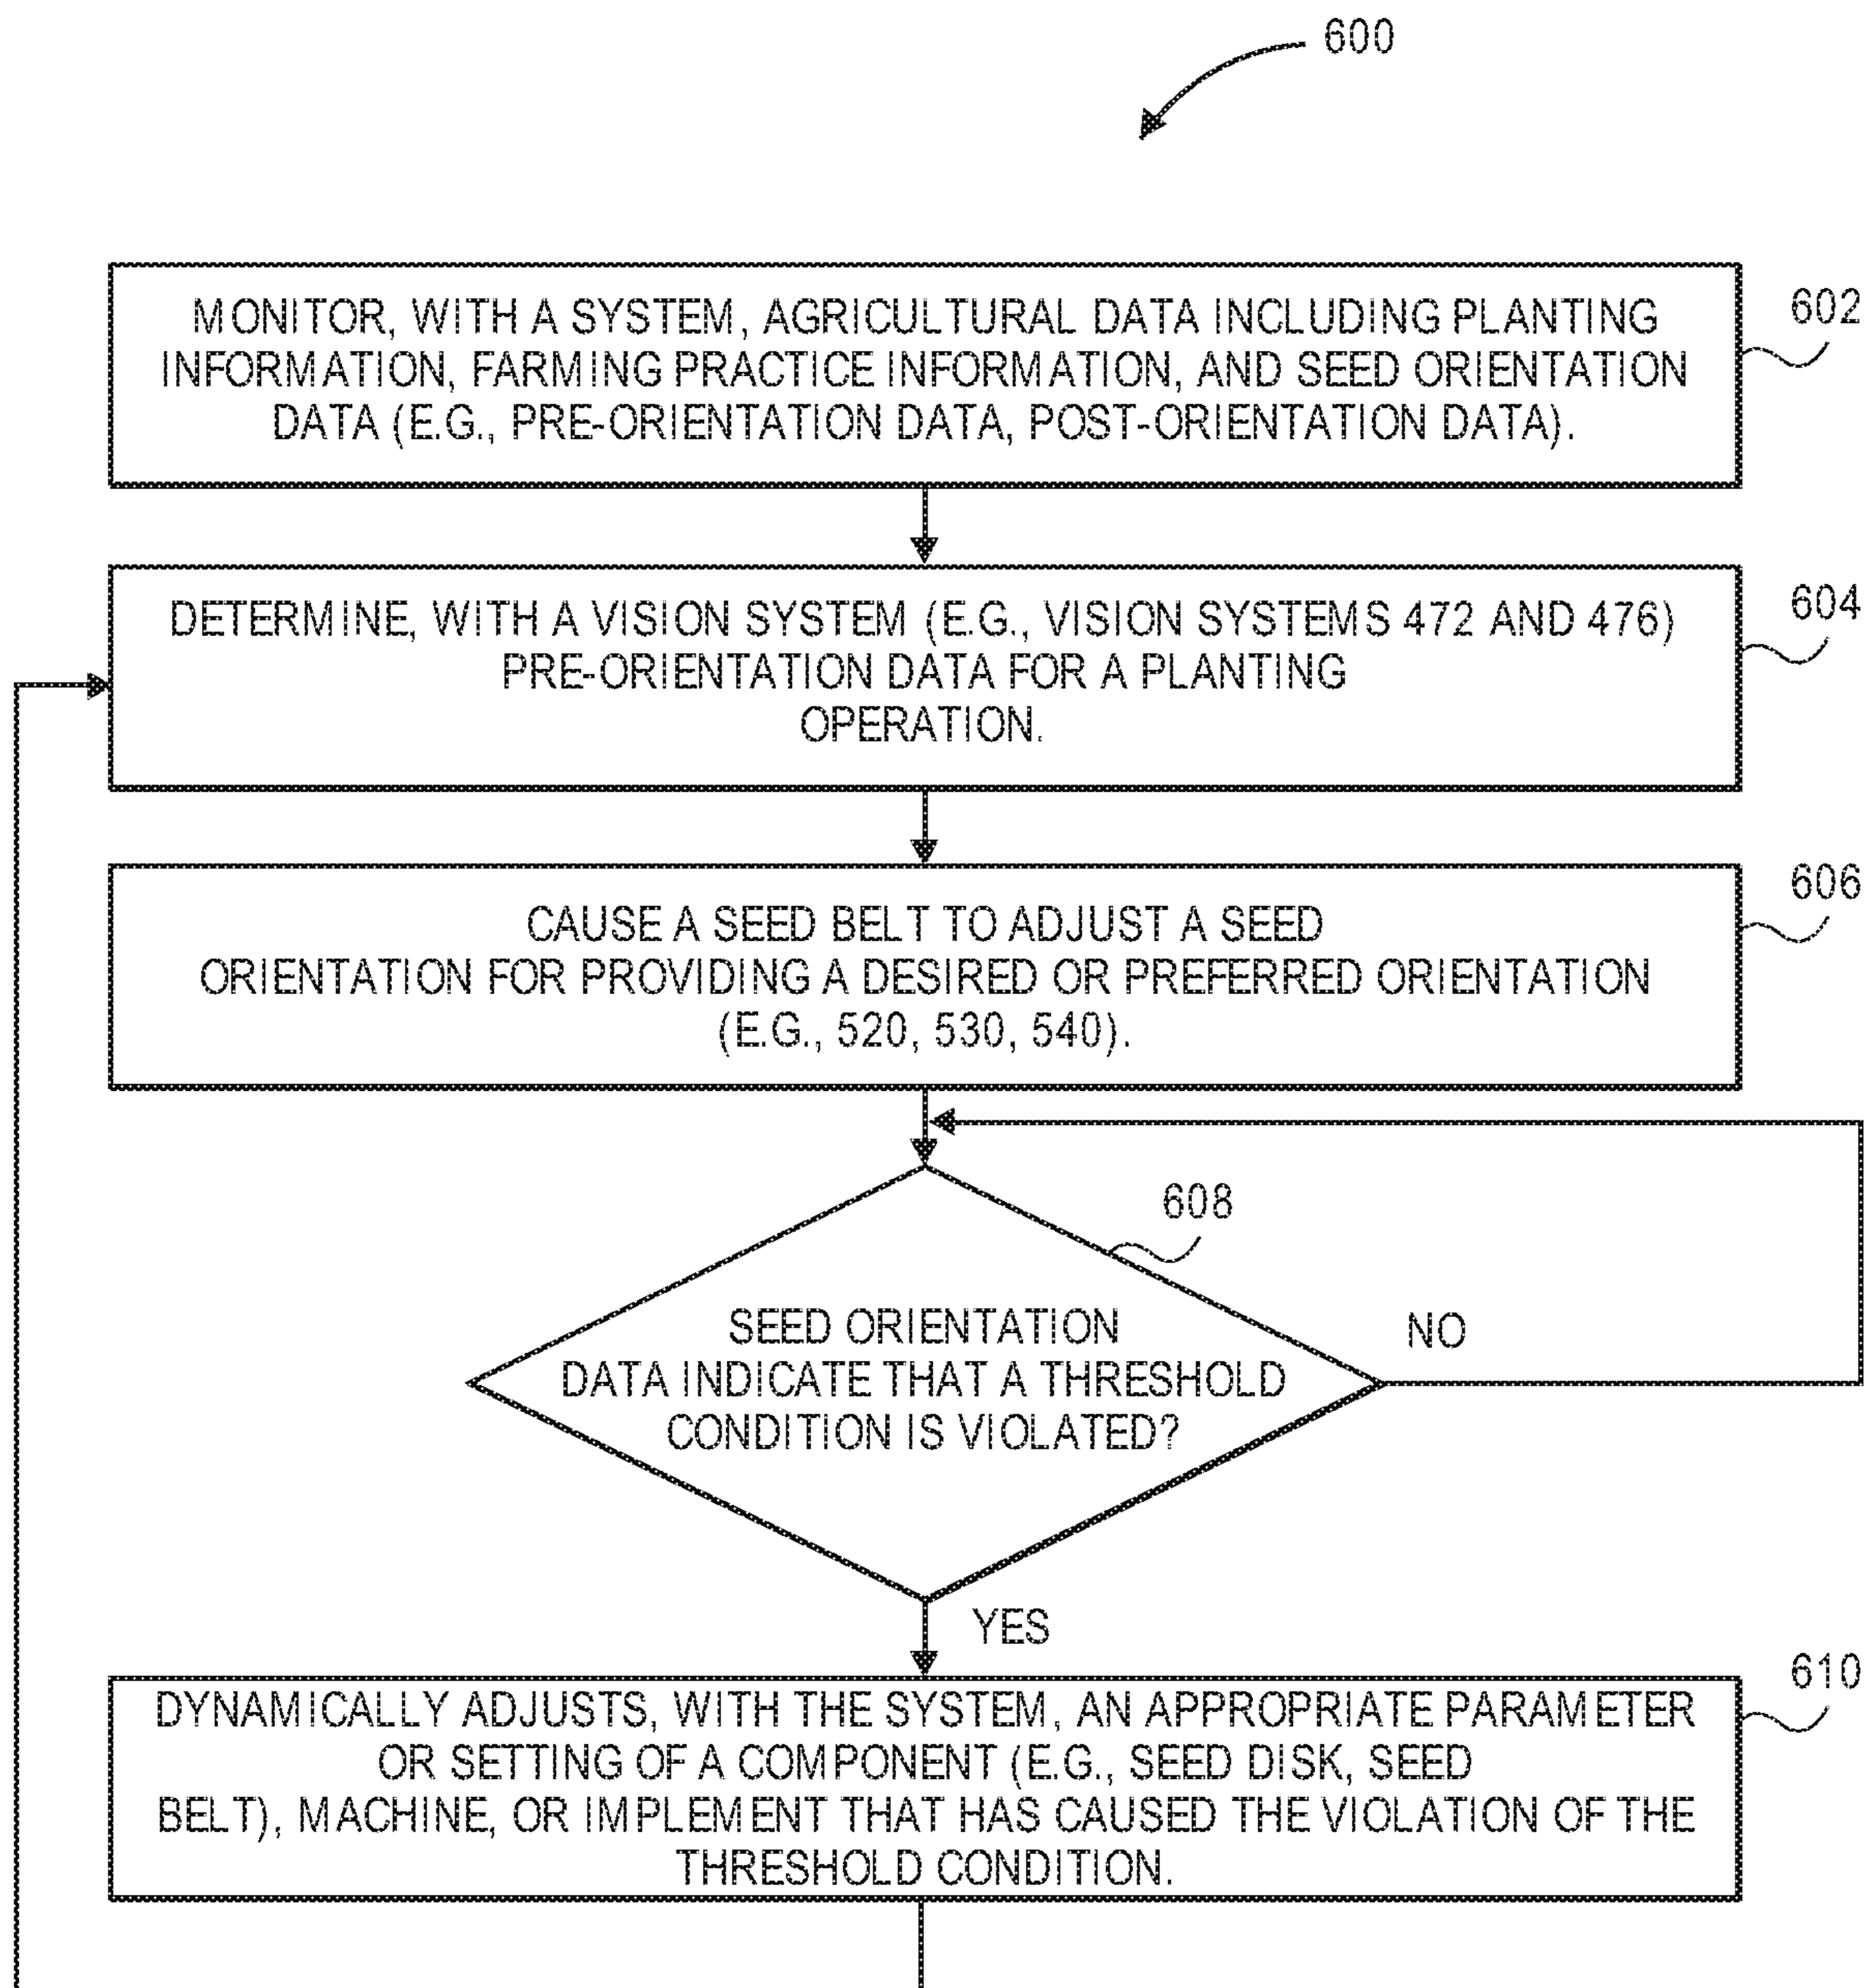 600
MONITOR, WITH A SYSTEM, AGRICULTURAL DATA INCLUDING PLANTING
INFORMATION, FARMING PRACTICE INFORMATION, AND SEED ORIENTATION
DATA (E.G., PRE-ORIENTATION DATA, POST-ORIENTATION DATA).
602
DETERMINE, WITH A VISION SYSTEM (E.G., VISION SYSTEMS 472 AND 476)
PRE-ORIENTATION DATA FOR A PLANTING
OPERATION.
604
CAUSE A SEED BELT TO ADJUST A SEED
ORIENTATION FOR PROVIDING A DESIRED OR PREFERRED ORIENTATION
(E.G., 520, 530, 540).
606
608
SEED ORIENTATION
DATA INDICATE THAT A THRESHOLD
CONDITION IS VIOLATED?
NO
YES
DYNAMICALLY ADJUSTS, WITH THE SYSTEM, AN APPROPRIATE PARAMETER
OR SETTING OF A COMPONENT (E.G., SEED DISK, SEED
BELT), MACHINE, OR IMPLEMENT THAT HAS CAUSED THE VIOLATION OF THE
THRESHOLD CONDITION.
610